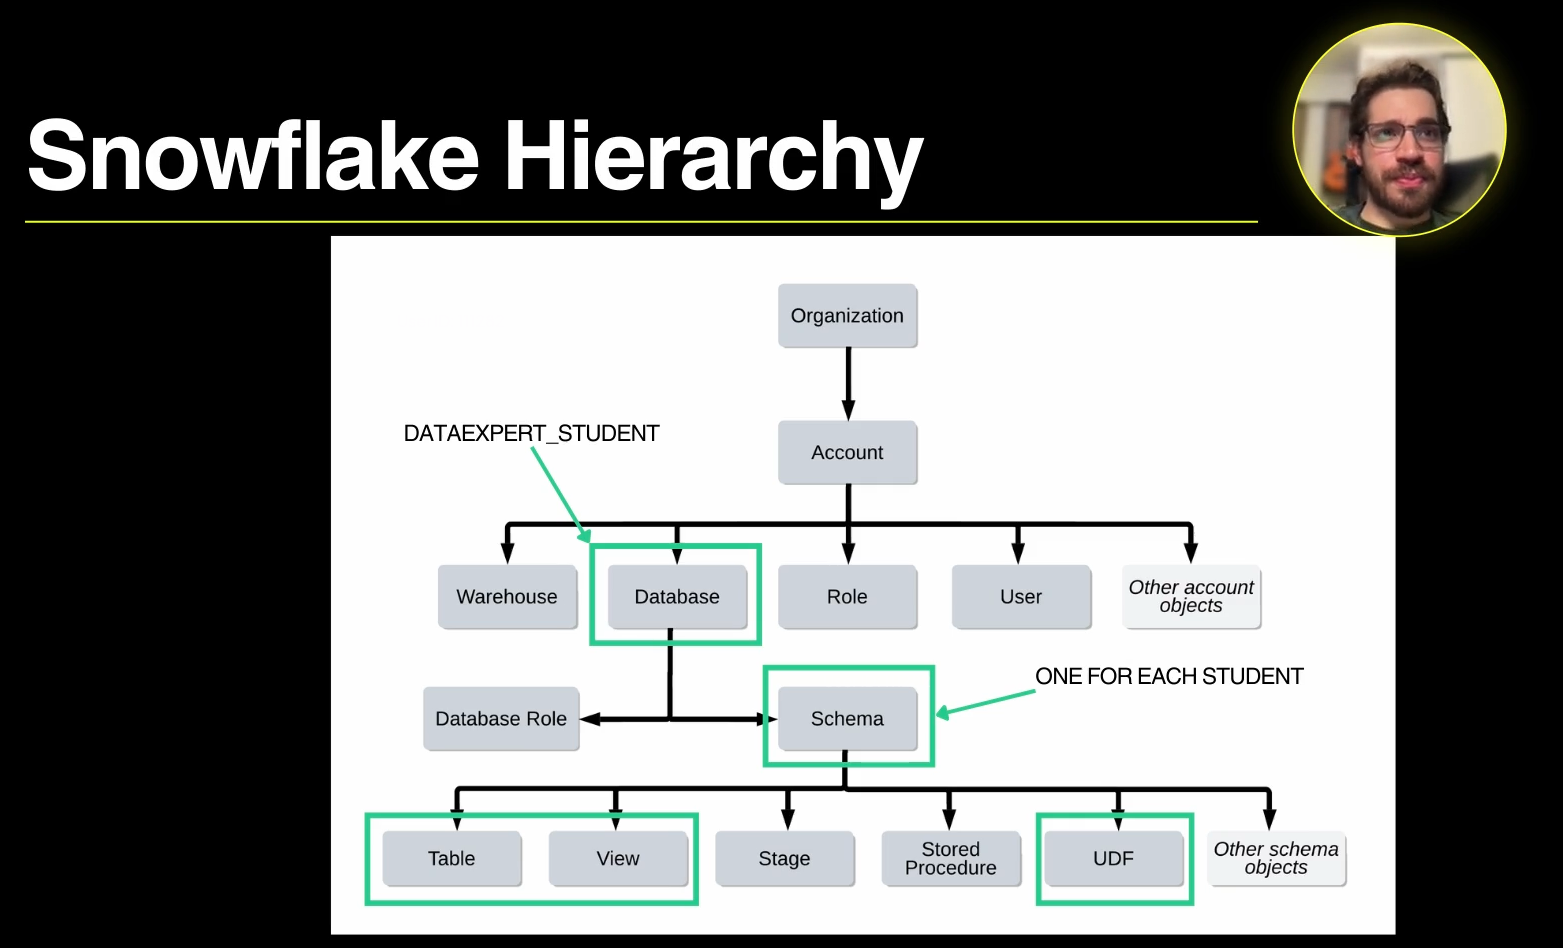 Snowflake Hierarchy
Organization
DATAEXPERT_STUDENT
Account
Warehouse
Database
Role
User
Other account
objects
ONE FOR EACH STUDENT
Database Role
Schema
Table
View
Stage
Stored
Procedure
UDF
Other schema
objects